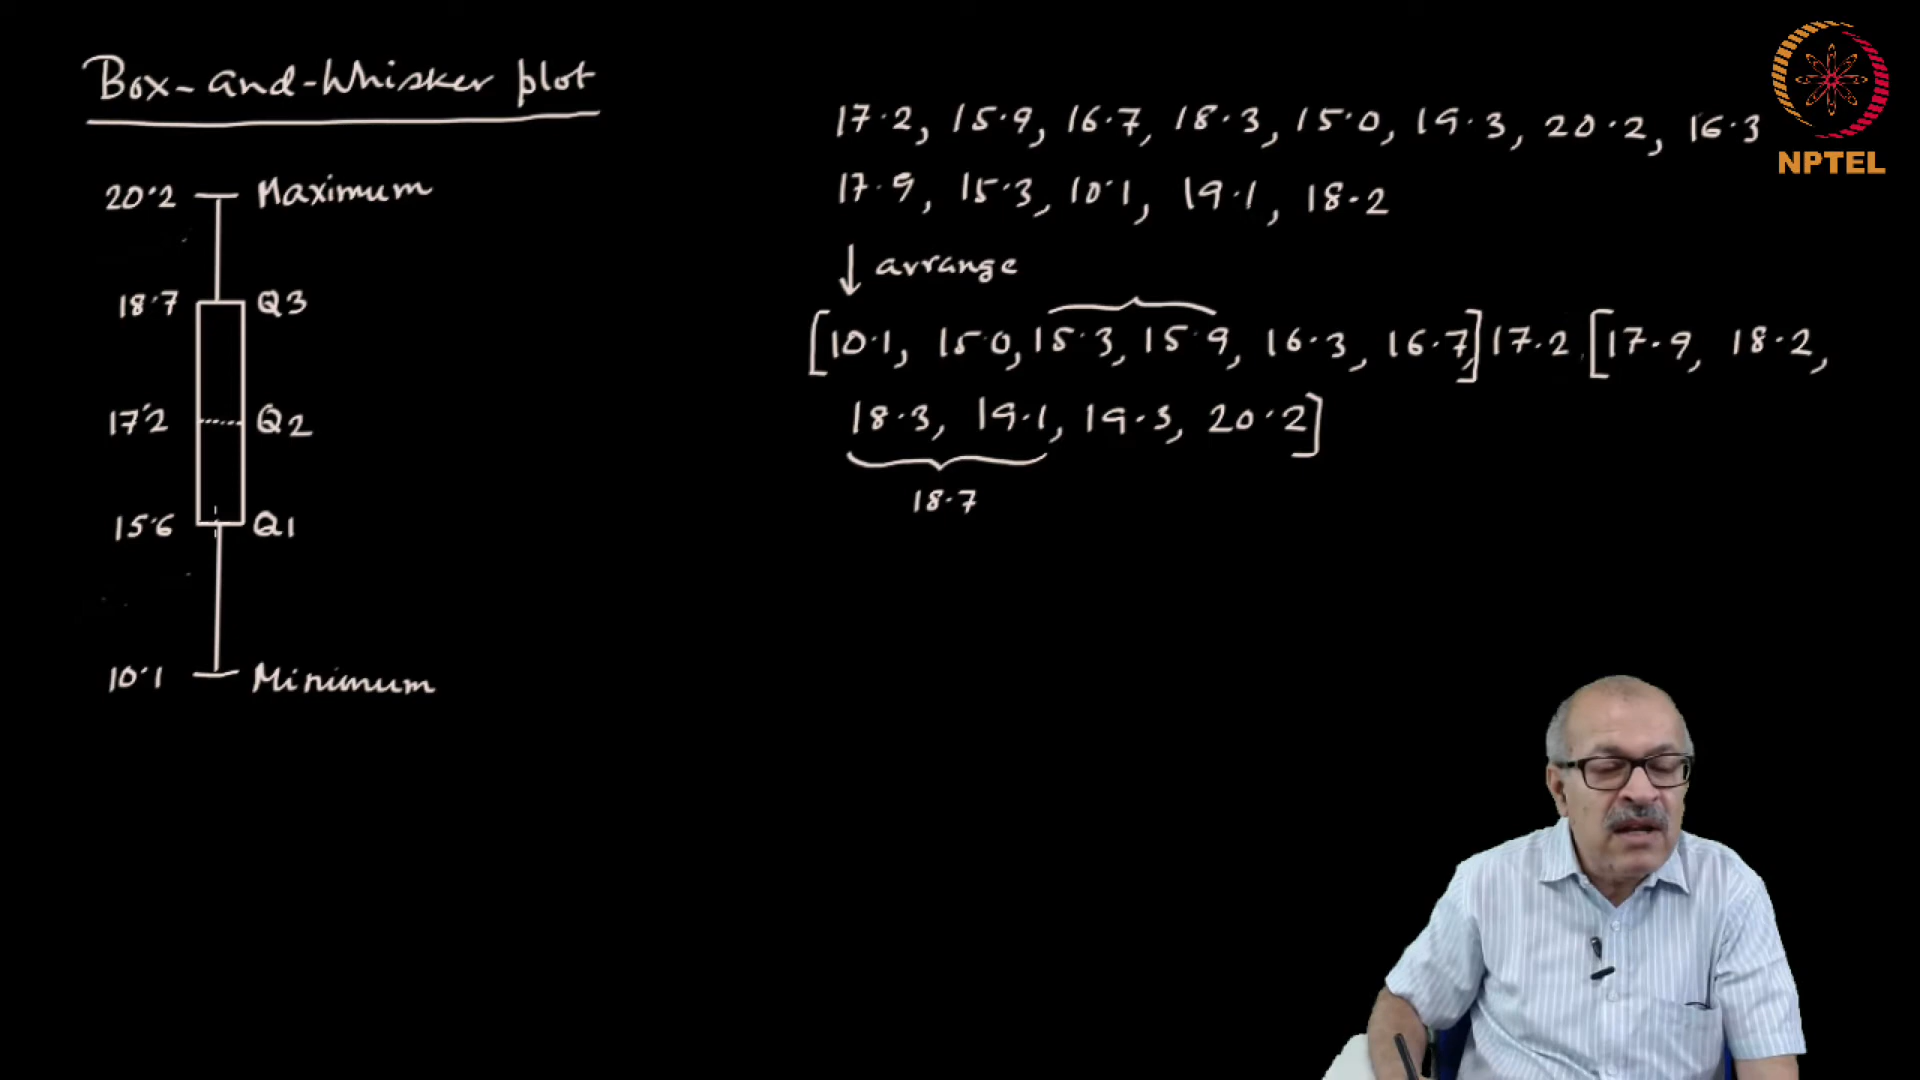 Box-and-Whisker plot
17.2, 15.9, 16.7, 18.3, 15.0, 19.3, 20.2, 16.3
17.9, 15.3, 10.1, 19.1, 18.2
↓ arrange
[10.1, 15.0, 15.3, 15.9, 16.3, 16.7] 17.2 [17.9, 18.2,
18.3, 19.1, 19.3, 20.2]
18.7
20.2 Maximum
18.7 Q3
17.2 Q2
15.6 Q1
10.1 Minimum
NPTEL